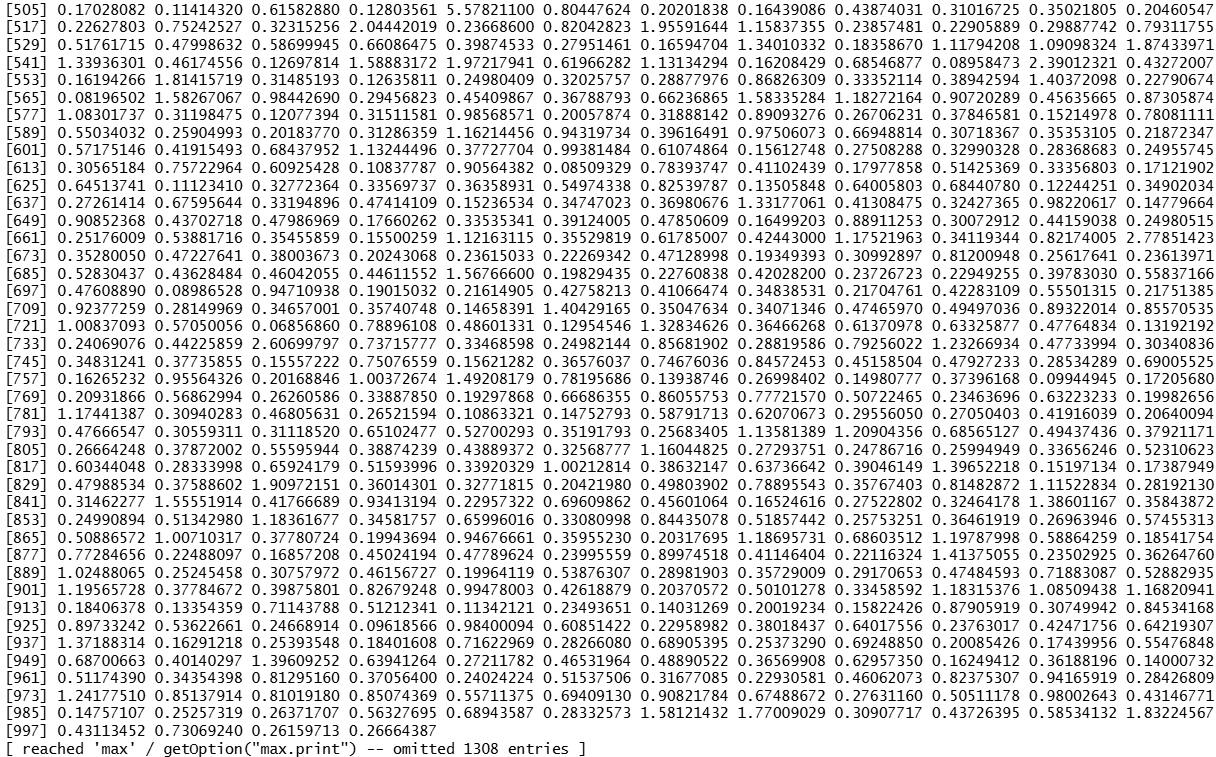 [505] 0.17028082 0.11414320 0.61582880 0.12803561 5.57821100 0.80447624 0.20201838 0.16439086 0.43874031 0.31016725 0.35021805 0.20460547
[517] 0.22627803 0.75242527 0.32315256 2.04442019 0.23668600 0.82042823 1.95591644 1.15837355 0.23857481 0.22905889 0.29887742 0.79311755
[529] 0.51761715 0.47998632 0.58699945 0.66086475 0.39874533 0.27951461 0.16594704 1.34010332 0.18358670 1.11794208 1.09098324 1.87433971
[541] 1.33936301 0.46174556 0.12697814 1.58883172 1.97217941 0.61966282 1.13134294 0.16208429 0.68546877 0.08958473 2.39012321 0.43272007
[553] 0.16194266 1.81415719 0.31485193 0.12635811 0.24980409 0.32025757 0.28877976 0.86826309 0.33352114 0.38942594 1.40372098 0.22790674
[565] 0.08196502 1.58267067 0.98442690 0.29456823 0.45409867 0.36788793 0.66236865 1.58335284 1.18272164 0.90720289 0.45635665 0.87305874
[577] 1.08301737 0.31198475 0.12077394 0.31511581 0.98568571 0.20057874 0.31888142 0.89093276 0.26706231 0.37846581 0.15214978 0.78081111
[589] 0.55034032 0.25904993 0.20183770 0.31286359 1.16214456 0.94319734 0.39616491 0.97506073 0.66948814 0.30718367 0.35353105 0.21872347
[601] 0.57175146 0.41915493 0.68437952 1.13244496 0.37727704 0.99381484 0.61074864 0.15612748 0.27508288 0.32990328 0.28368683 0.24955745
[613] 0.30565184 0.75722964 0.60925428 0.10837787 0.90564382 0.08509329 0.78393747 0.41102439 0.17977858 0.51425369 0.33356803 0.17121902
[625] 0.64513741 0.11123410 0.32772364 0.33569737 0.36358931 0.54974338 0.82539787 0.13505848 0.64005803 0.68440780 0.12244251 0.34902034
[637] 0.27261414 0.67595644 0.33194896 0.47414109 0.15236534 0.34747023 0.36980676 1.33177061 0.41308475 0.32427365 0.98220617 0.14779664
[649] 0.90852368 0.43702718 0.47986969 0.17660262 0.33535341 0.39124005 0.47850609 0.16499203 0.88911253 0.30072912 0.44159038 0.24980515
[661] 0.25176009 0.53881716 0.35455859 0.15500259 1.12163115 0.35529819 0.61785007 0.42443000 1.17521963 0.34119344 0.82174005 2.77851423
[673] 0.35280050 0.47227641 0.38003673 0.20243068 0.23615033 0.22269342 0.47128998 0.19349393 0.30992897 0.81200948 0.25617641 0.23613971
[685] 0.52830437 0.43628484 0.46042055 0.44611552 1.56766600 0.19829435 0.22760838 0.42028200 0.23726723 0.22949255 0.39783030 0.55837166
[697] 0.47608890 0.08986528 0.94710938 0.19015032 0.21614905 0.42758213 0.41066474 0.34838531 0.21704761 0.42283109 0.55501315 0.21751385
[709] 0.92377259 0.28149969 0.34657001 0.35740748 0.14658391 1.40429165 0.35047634 0.34071346 0.47465970 0.49497036 0.89322014 0.85570535
[721] 1.00837093 0.57050056 0.06856860 0.78896108 0.48601331 0.12954546 1.32834626 0.36466268 0.61370978 0.63325877 0.47764834 0.13192192
[733] 0.24069076 0.44225859 2.60699797 0.73715777 0.33468598 0.24982144 0.85681902 0.28819586 0.79256022 1.23266934 0.47733994 0.30340836
[745] 0.34831241 0.37735855 0.15557222 0.75076559 0.15621282 0.36576037 0.74676036 0.84572453 0.45158504 0.47927233 0.28534289 0.69005525
[757] 0.16265232 0.95564326 0.20168846 1.00372674 1.49208179 0.78195686 0.13938746 0.26998402 0.14980777 0.37396168 0.09944945 0.17205680
[769] 0.20931866 0.56862994 0.26260586 0.33887850 0.19297868 0.66686355 0.86055753 0.77721570 0.50722465 0.23463696 0.63223233 0.19982656
[781] 1.17441387 0.30940283 0.46805631 0.26521594 0.10863321 0.14752793 0.58791713 0.62070673 0.29556050 0.27050403 0.41916039 0.20640094
[793] 0.47666547 0.30559311 0.31118520 0.65102477 0.52700293 0.35191793 0.25683405 1.13581389 1.20904356 0.68565127 0.49437436 0.37921171
[805] 0.26664248 0.37872002 0.55595944 0.38874239 0.43889372 0.32568777 1.16044825 0.27293751 0.24786716 0.25994949 0.33656246 0.52310623
[817] 0.60344048 0.28333998 0.65924179 0.51593996 0.33920329 1.00212814 0.38632147 0.63736642 0.39046149 1.39652218 0.15197134 0.17387949
[829] 0.47988534 0.37588602 1.90972151 0.36014301 0.32771815 0.20421980 0.49803902 0.78895543 0.35767403 0.81482872 1.11522834 0.28192130
[841] 0.31462277 1.55551914 0.41766689 0.93413194 0.22957322 0.69609862 0.45601064 0.16524616 0.27522802 0.32464178 1.38601167 0.35843872
[853] 0.24990894 0.51342980 1.18361677 0.34581757 0.65996016 0.33080998 0.84435078 0.51857442 0.25753251 0.36461919 0.26963946 0.57455313
[865] 0.50886572 1.00710317 0.37780724 0.19943694 0.94676661 0.35955230 0.20317695 1.18695731 0.68603512 1.19787998 0.58864259 0.18541754
[877] 0.77284656 0.22488097 0.16857208 0.45024194 0.47789624 0.23995559 0.89974518 0.41146404 0.22116324 1.41375055 0.23502925 0.36264760
[889] 1.02488065 0.25245458 0.30757972 0.46156727 0.19964119 0.53876307 0.28981903 0.35729009 0.29170653 0.47484593 0.71883087 0.52882935
[901] 1.19565728 0.37784672 0.39875801 0.82679248 0.99478003 0.42618879 0.20370572 0.50101278 0.33458592 1.18315376 1.08509438 1.16820941
[913] 0.1840638 0.13354359 0.71143788 0.51212341 0.11342121 0.23493651 0.14031269 0.20019234 0.15822426 0.87905919 0.30749942 0.84534168
[925] 0.89733242 0.53622661 0.24668914 0.09618566 0.98400094 0.60851422 0.22958982 0.38018437 0.64017556 0.23763017 0.42471756 0.64219307
[937] 1.37188314 0.16291218 0.25393548 0.18401608 0.71622969 0.28266080 0.68905395 0.25373290 0.69248850 0.20085426 0.17439956 0.55476848
[949] 0.68700663 0.40140297 1.39609252 0.63941264 0.27211782 0.46531964 0.48890522 0.36569908 0.62957350 0.16249412 0.36188196 0.14000732
[961] 0.51174390 0.34354398 0.81295160 0.37056400 0.24024224 0.51537506 0.31677085 0.22930581 0.46062073 0.82375307 0.94165919 0.28426809
[973] 1.24177510 0.85137914 0.81019180 0.85074369 0.55711375 0.69409130 0.90821784 0.67488672 0.27631160 0.50511178 0.98002643 0.43146771
[985] 0.14757107 0.25257319 0.26371707 0.56327695 0.68943587 0.28332573 1.58121432 1.77009029 0.30907717 0.43726395 0.58534132 1.83224567
[997] 0.43113452 0.73069240 0.26159713 0.26664387
[ reached 'max' / getOption("max.print") -- omitted 1308 entries ]